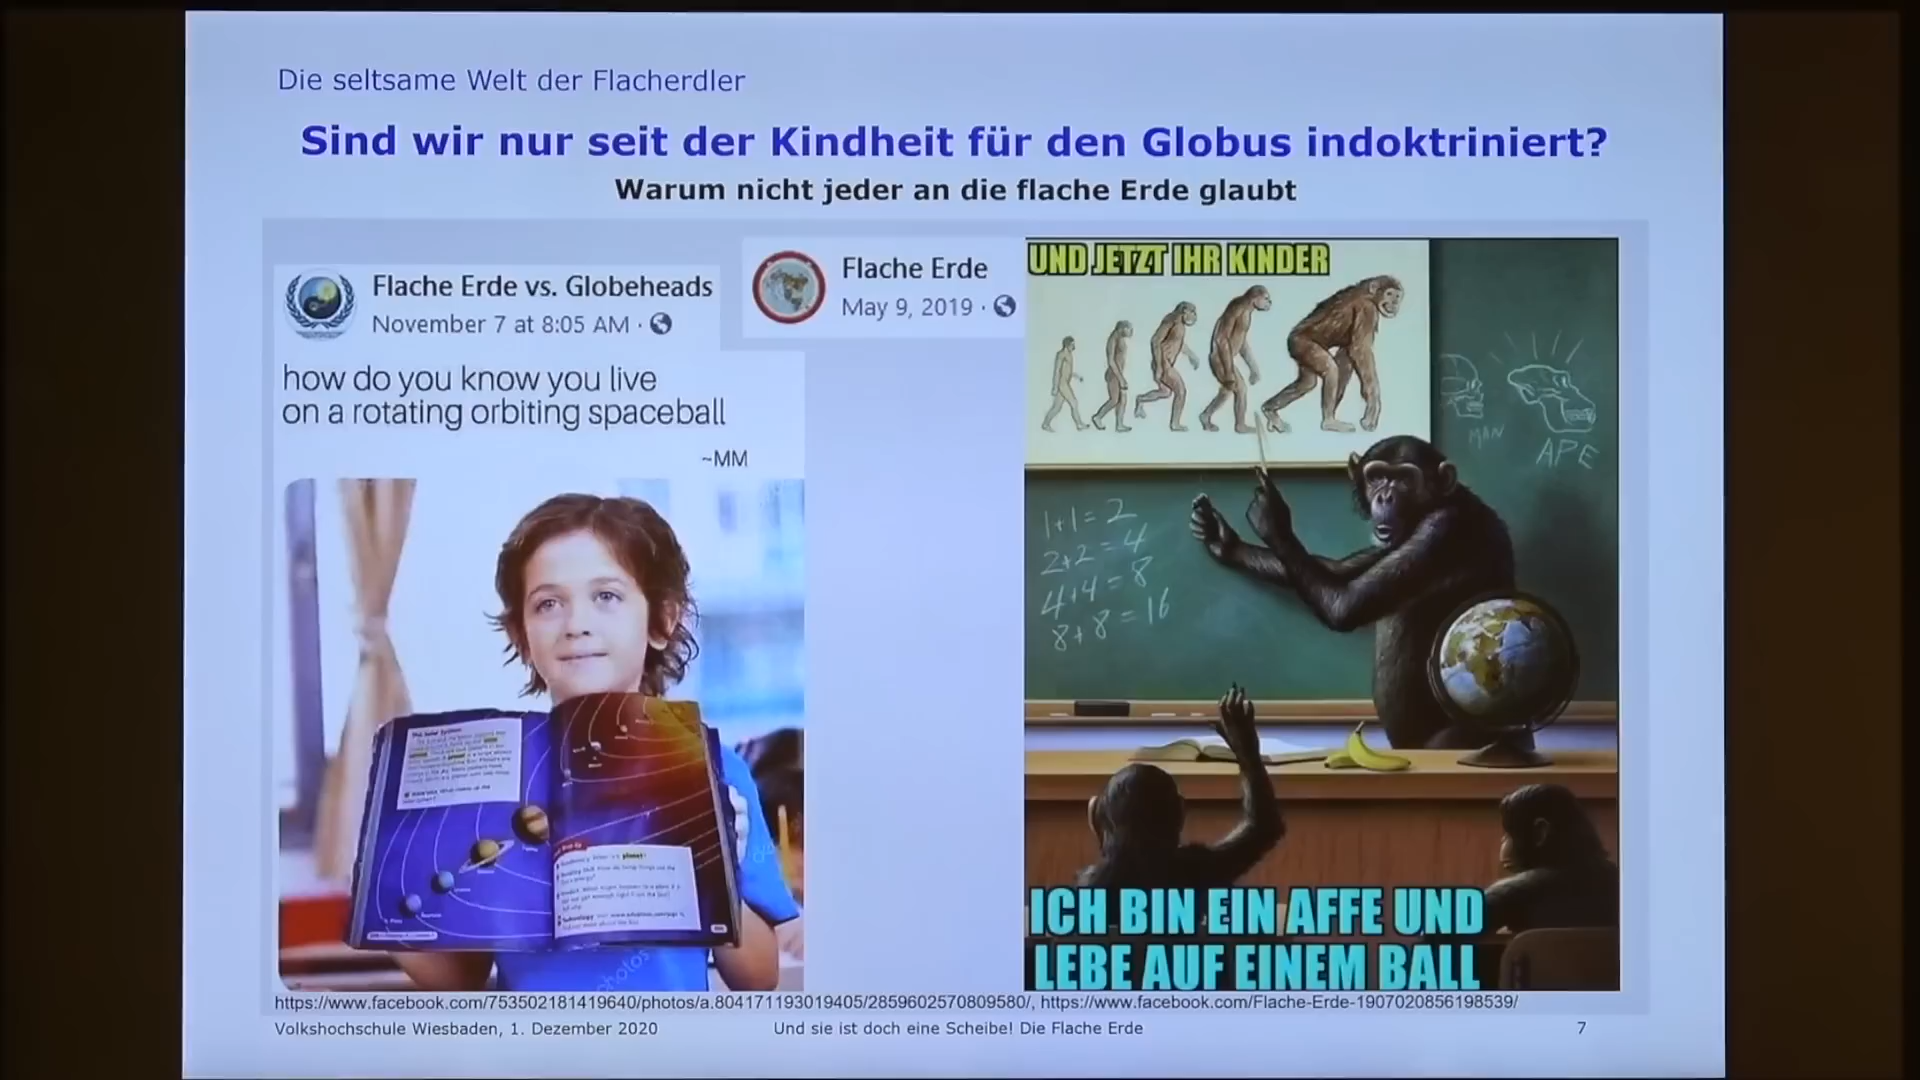 Die seltsame Welt der Flacherdler
Sind wir nur seit der Kindheit für den Globus indoktriniert?
Warum nicht jeder an die flache Erde glaubt
Flache Erde vs. Globeheads
November 7 at 8:05 AM ·
how do you know you live
on a rotating orbiting spaceball
~MM
The Solar System
planet
photos
Flache Erde
May 9, 2019 ·
UND JETZT IHR KINDER
MAN
APE
1+1=2
2+2=4
4+4=8
8+8=16
ICH BIN EIN AFFE UND
LEBE AUF EINEM BALL
https://www.facebook.com/753502181419640/photos/a.804171193019405/2859602570809580/, https://www.facebook.com/Flache-Erde-1907020856198539/
Volkshochschule Wiesbaden, 1. Dezember 2020
Und sie ist doch eine Scheibe! Die Flache Erde
7